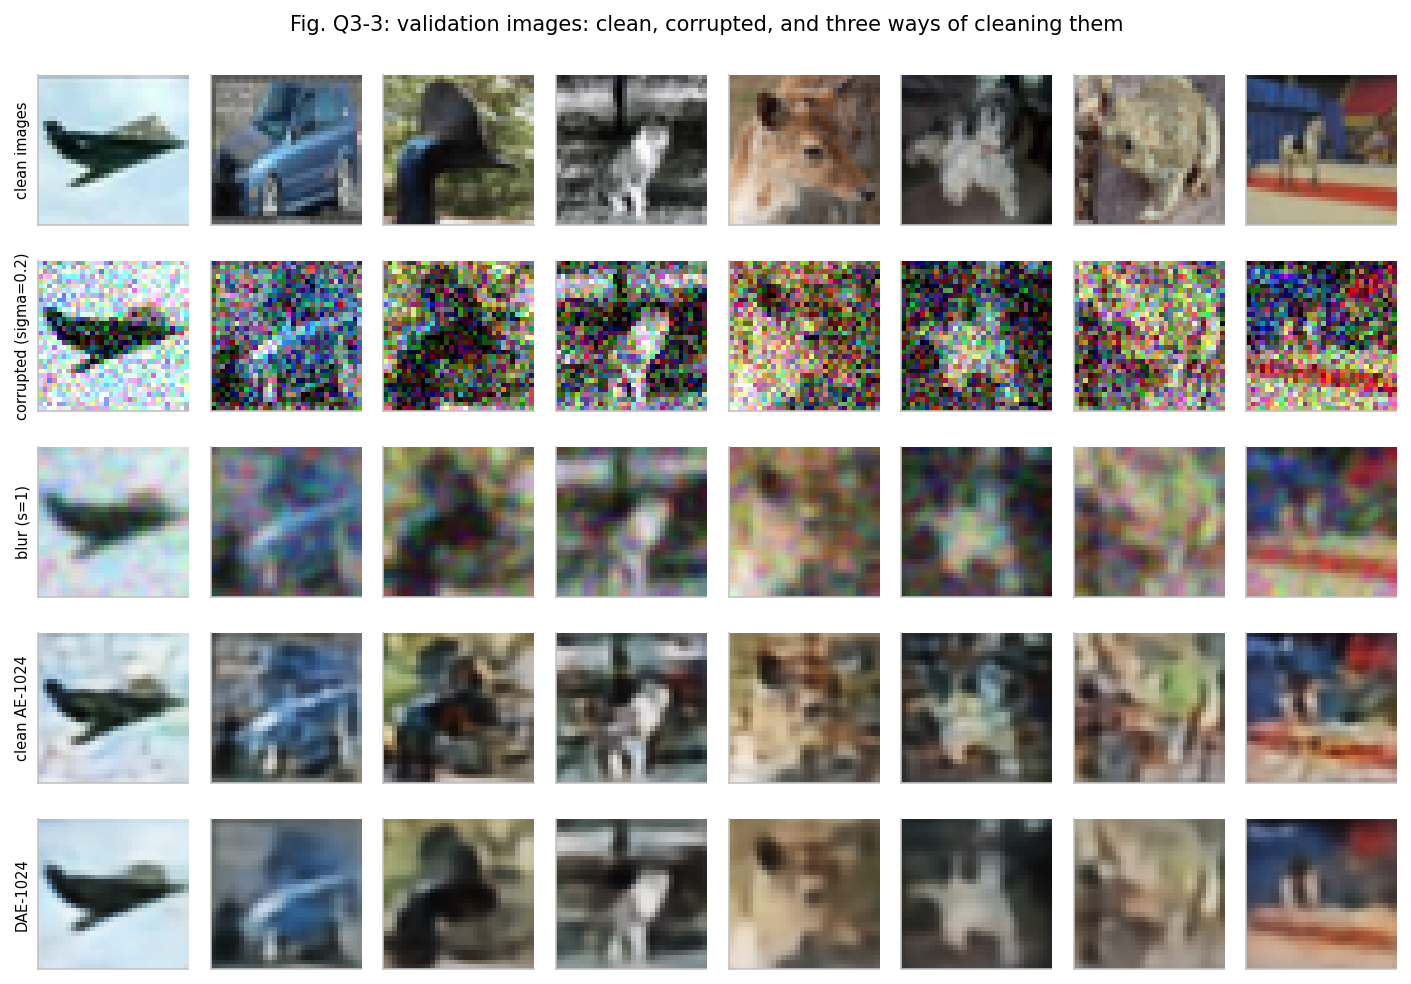 Fig. Q3-3: validation images: clean, corrupted, and three ways of cleaning them
clean images
corrupted (sigma=0.2)
blur (s=1)
clean AE-1024
DAE-1024